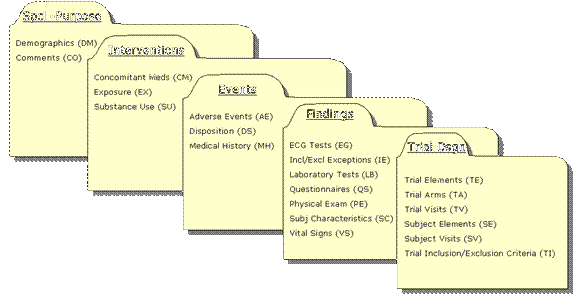 Spcl-Purpose
Demographics (DM)
Comments (CO)
Interventions
Concomitant Meds (CM)
Exposure (EX)
Substance Use (SU)
Events
Adverse Events (AE)
Disposition (DS)
Medical History (MH)
Findings
ECG Tests (EG)
Incl/Excl Exceptions (IE)
Laboratory Tests (LB)
Questionnaires (QS)
Physical Exam (PE)
Subj Characteristics (SC)
Vital Signs (VS)
Trial Dsgn
Trial Elements (TE)
Trial Arms (TA)
Trial Visits (TV)
Subject Elements (SE)
Subject Visits (SV)
Trial Inclusion/Exclusion Criteria (TI)